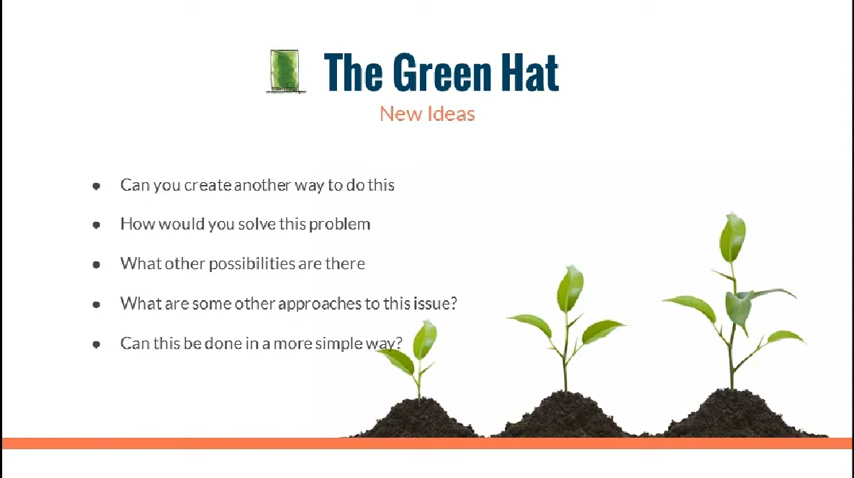 The Green Hat
New Ideas
Can you create another way to do this
How would you solve this problem
What other possibilities are there
What are some other approaches to this issue?
Can this be done in a more simple way?